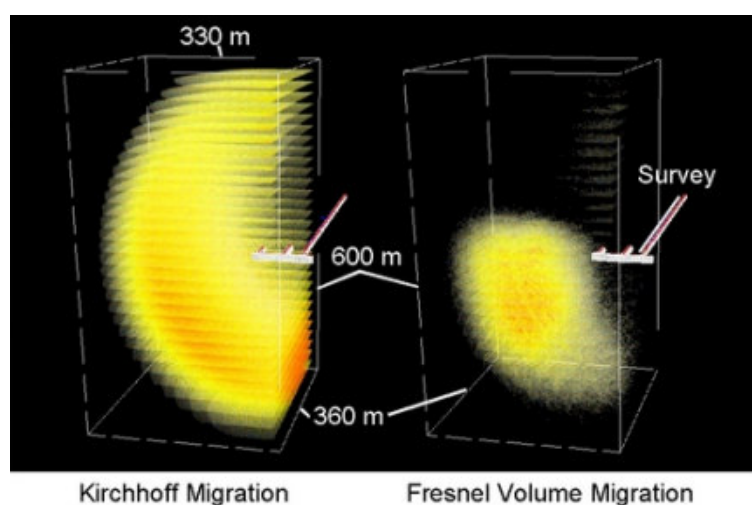 330 m
Survey
600 m
360 m
Kirchhoff Migration
Fresnel Volume Migration